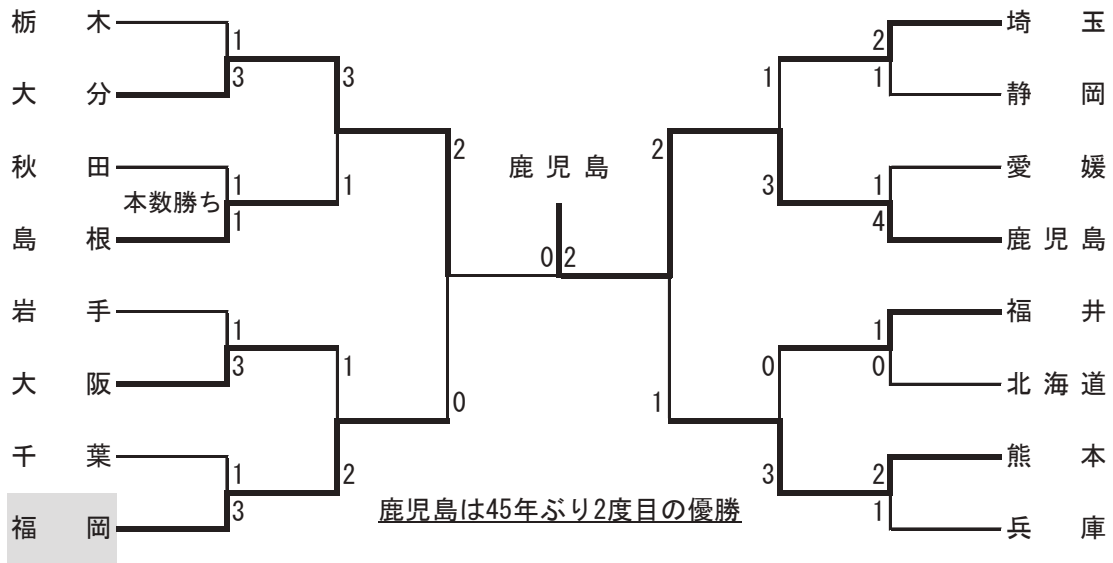 栃木
1
3
大分
3
秋田
1
本数勝ち
1
島根
1
2
岩手
1
3
大阪
1
千葉
1
3
福岡
2
0
鹿児島
0 2
鹿児島は45年ぶり2度目の優勝
埼玉
2
1
静岡
1
愛媛
1
4
鹿児島
3
2
福井
1
0
北海道
0
熊本
2
1
兵庫
3
1